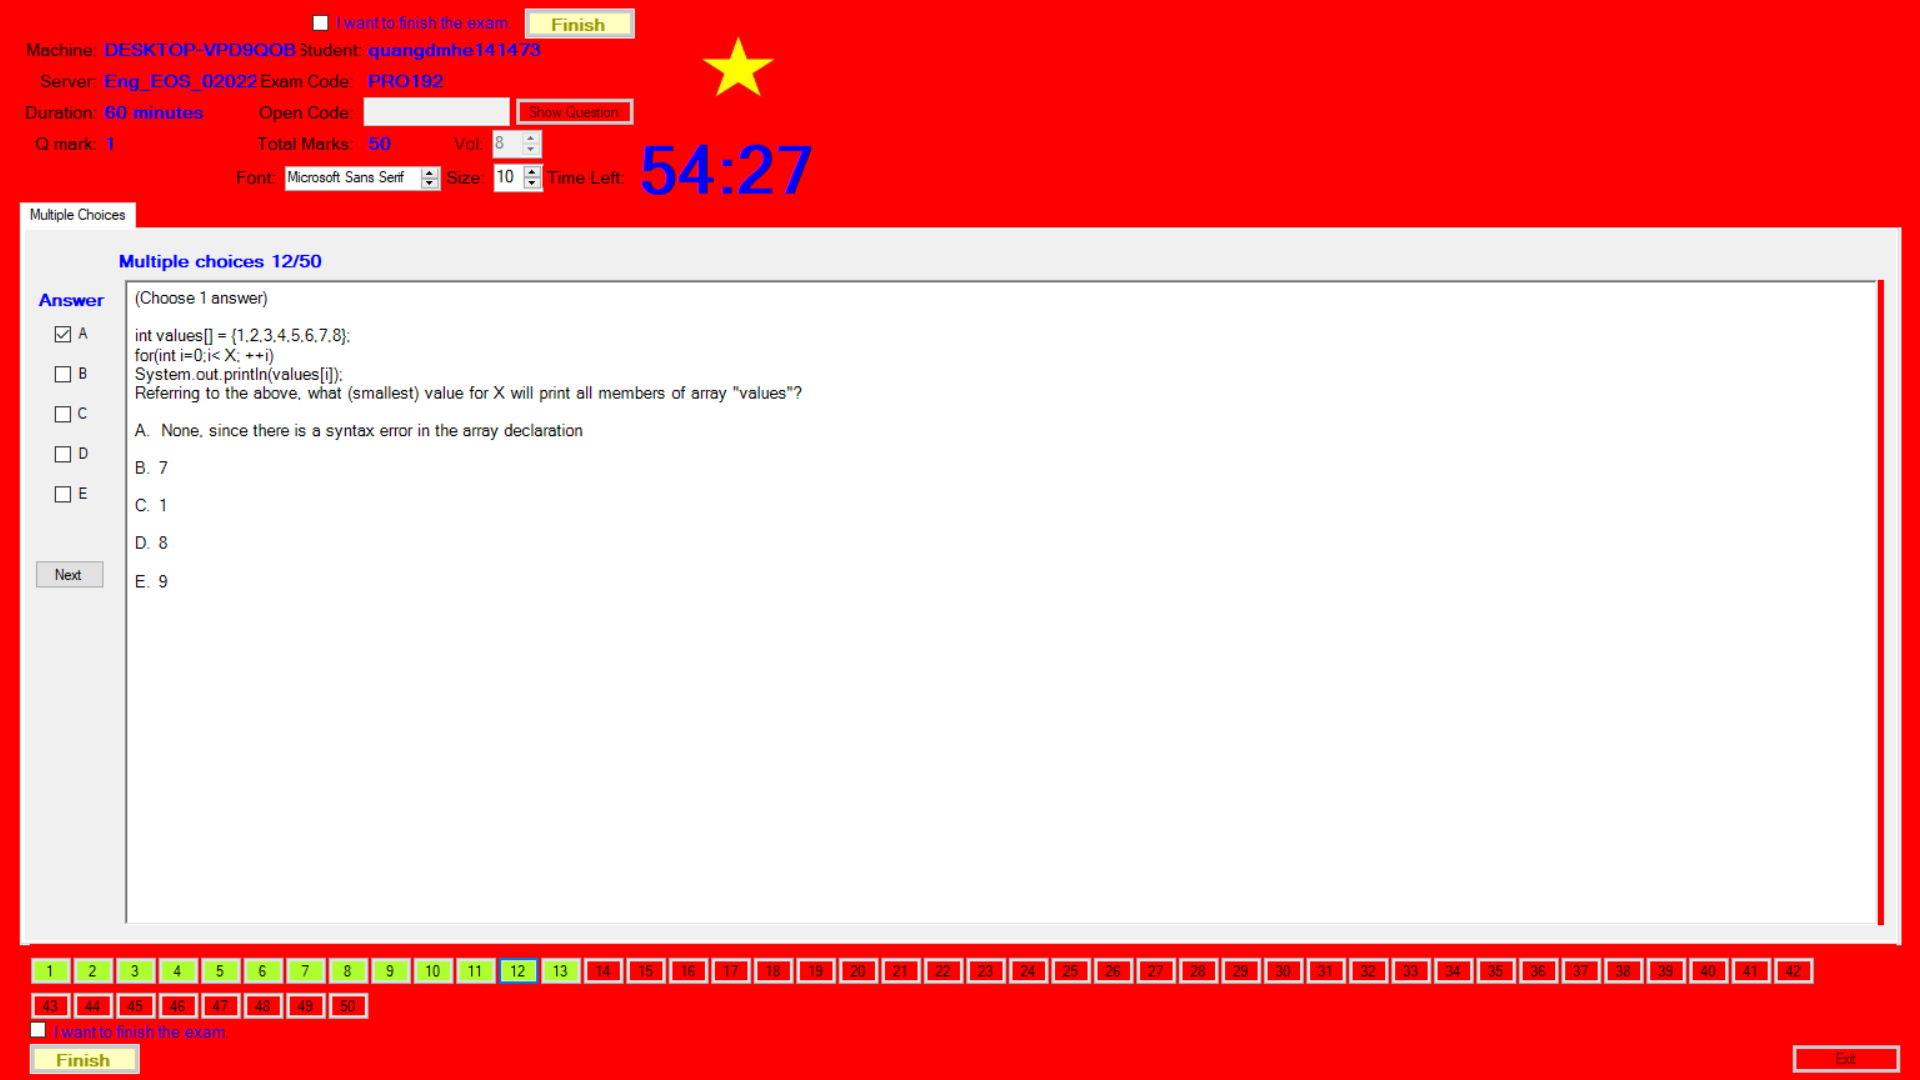 I want to finish the exam.
Finish
Machine: DESKTOP-VPD9QOB Student: quangdmhe141473
Server: Eng_EOS_02022 Exam Code: PRO192
Duration: 60 minutes Open Code: Show Question
Q mark: 1 Total Marks: 50 Vol: 8
Font: Microsoft Sans Serif Size: 10 Time Left: 54:27
Multiple Choices
Multiple choices 12/50
Answer
A
B
C
D
E
Next
(Choose 1 answer)
int values[] = {1,2,3,4,5,6,7,8};
for(int i=0;i< X; ++i)
System.out.println(values[i]);
Referring to the above, what (smallest) value for X will print all members of array "values"?
A. None, since there is a syntax error in the array declaration
B. 7
C. 1
D. 8
E. 9
1 2 3 4 5 6 7 8 9 10 11 12 13 14 15 16 17 18 19 20 21 22 23 24 25 26 27 28 29 30 31 32 33 34 35 36 37 38 39 40 41 42
43 44 45 46 47 48 49 50
I want to finish the exam.
Finish
Exit